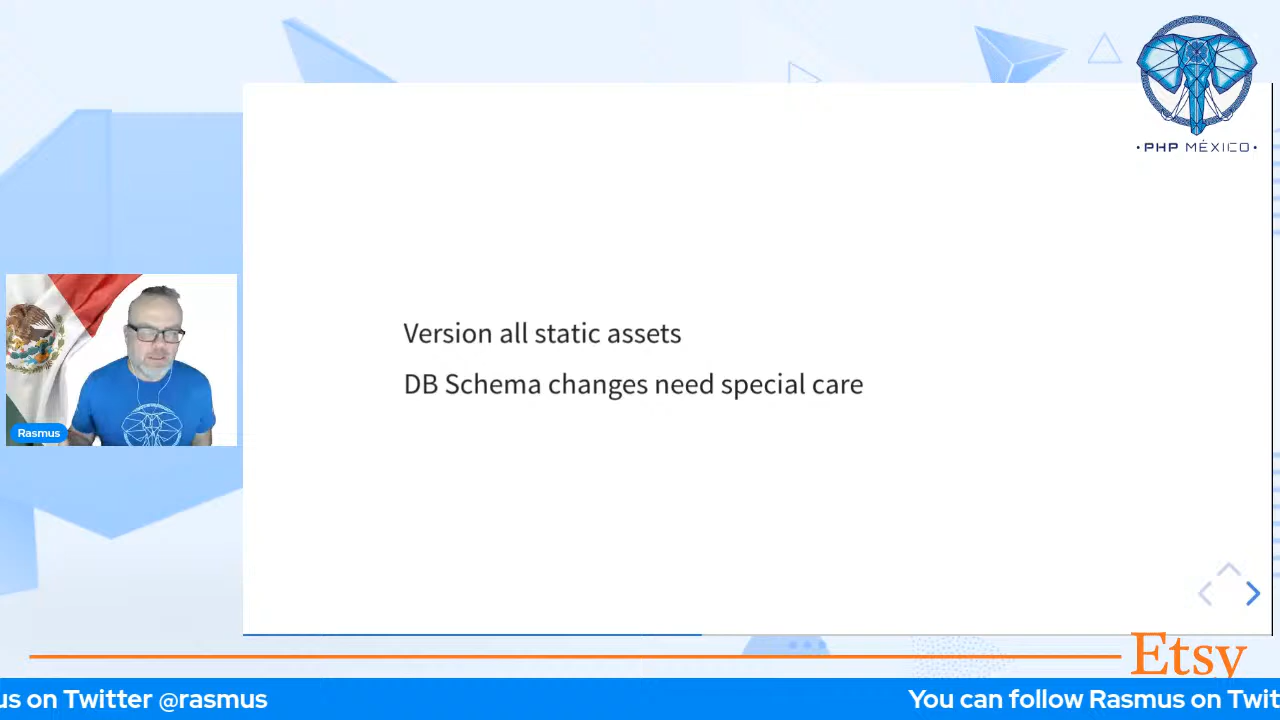 • PHP MÉXICO •
Version all static assets
DB Schema changes need special care
Rasmus
Etsy
us on Twitter @rasmus
You can follow Rasmus on Twit